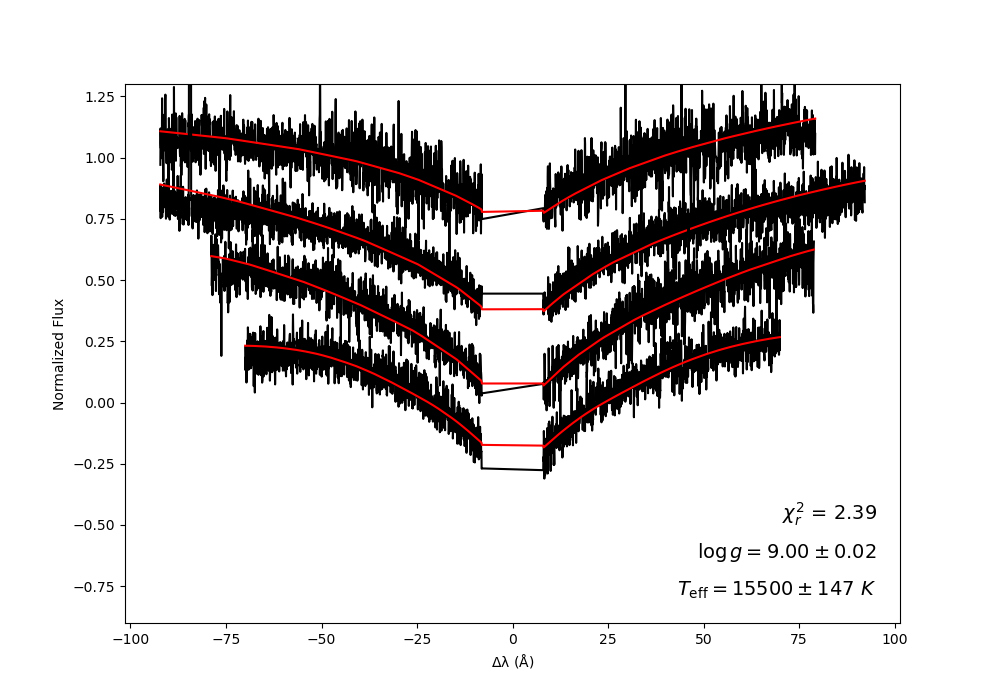 1.25
1.00
0.75
0.50
0.25
0.00
−0.25
−0.50
−0.75
Normalized Flux
χ²ᵣ = 2.39
log g = 9.00 ± 0.02
T_eff = 15500 ± 147 K
−100 −75 −50 −25 0 25 50 75 100
Δλ (Å)